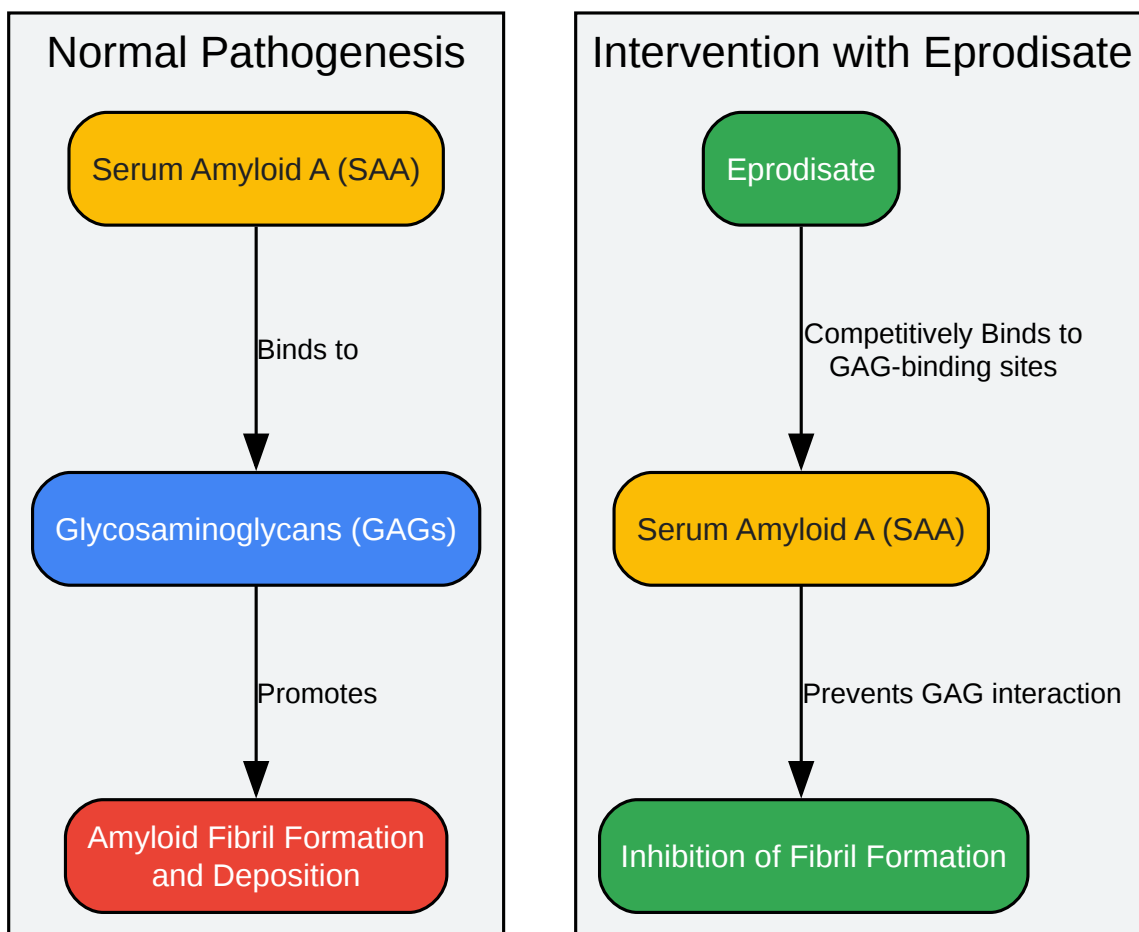 Normal Pathogenesis
Serum Amyloid A (SAA)
Binds to
Glycosaminoglycans (GAGs)
Promotes
Amyloid Fibril Formation
and Deposition
Intervention with Eprodisate
Eprodisate
Competitively Binds to
GAG-binding sites
Serum Amyloid A (SAA)
Prevents GAG interaction
Inhibition of Fibril Formation